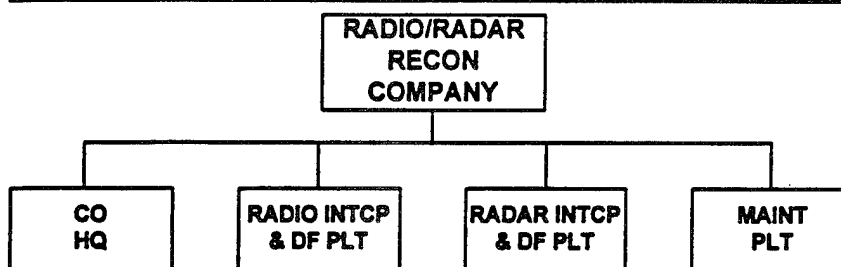 RADIO/RADAR
RECON
COMPANY
CO
HQ
RADIO INTCP
& DF PLT
RADAR INTCP
& DF PLT
MAINT
PLT